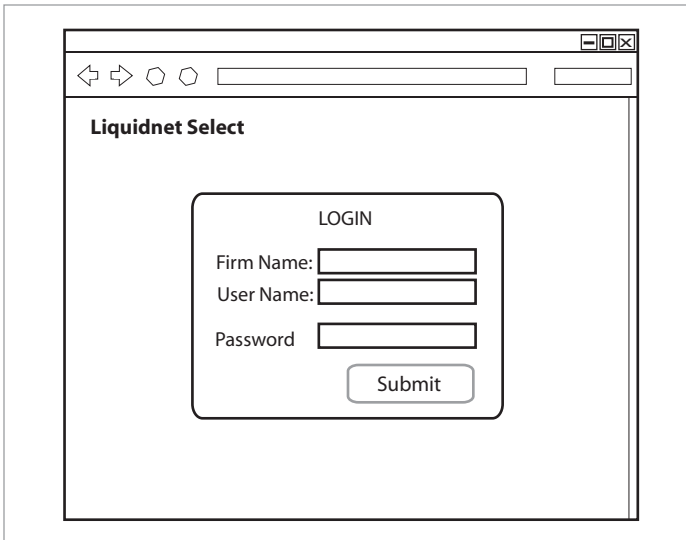 Liquidnet Select
LOGIN
Firm Name:
User Name:
Password
Submit